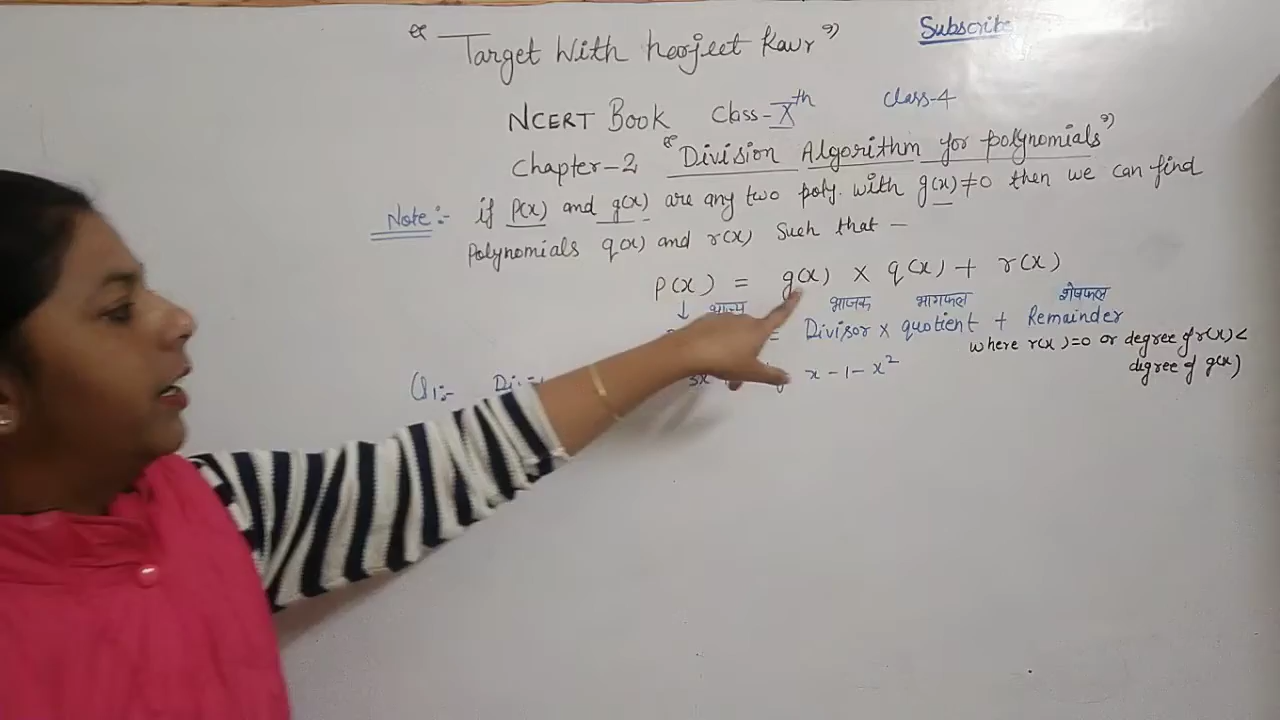 " Target With herjeet Kaur "
Subscribe
NCERT Book Class-Xth Class-4
Chapter-2 "Division Algorithm for polynomials"
Note:- if P(x) and g(x) are any two poly. with g(x)≠0 then we can find
Polynomials q(x) and r(x) Such that —
P(x) = g(x) × q(x) + r(x)
↓ भाज्य भाजक भागफल शेषफल
= Divisor × quotient + Remainder
where r(x)=0 or degree of r(x) <
degree of g(x)
Q1:- x-1-x²